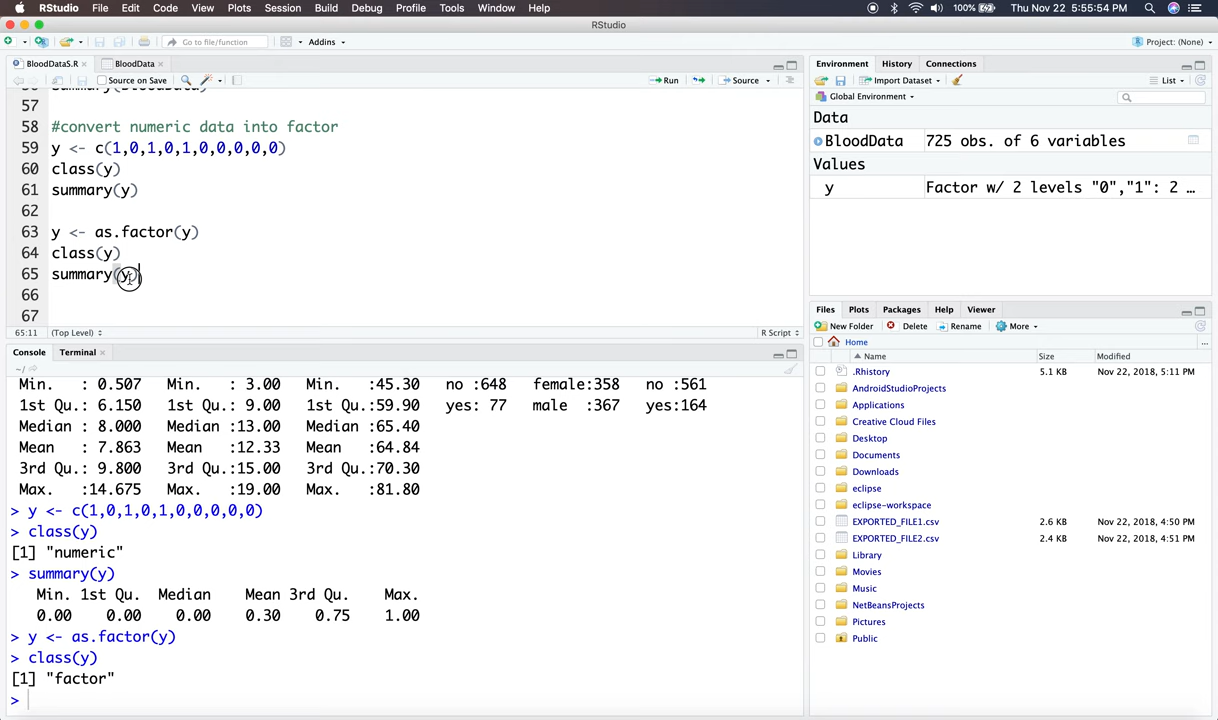 RStudio File Edit Code View Plots Session Build Debug Profile Tools Window Help 100% Thu Nov 22 5:55:54 PM
RStudio
Go to file/function Addins Project: (None)
BloodDataS.R BloodData
Source on Save Run Source
56 summary(BloodData)
57
58 #convert numeric data into factor
59 y <- c(1,0,1,0,1,0,0,0,0,0)
60 class(y)
61 summary(y)
62
63 y <- as.factor(y)
64 class(y)
65 summary(y)
66
67
65:11 (Top Level) R Script
Console Terminal
~/
Min. : 0.507 Min. : 3.00 Min. :45.30 no :648 female:358 no :561
1st Qu.: 6.150 1st Qu.: 9.00 1st Qu.:59.90 yes: 77 male :367 yes:164
Median : 8.000 Median :13.00 Median :65.40
Mean : 7.863 Mean :12.33 Mean :64.84
3rd Qu.: 9.800 3rd Qu.:15.00 3rd Qu.:70.30
Max. :14.675 Max. :19.00 Max. :81.80
> y <- c(1,0,1,0,1,0,0,0,0,0)
> class(y)
[1] "numeric"
> summary(y)
Min. 1st Qu. Median Mean 3rd Qu. Max.
0.00 0.00 0.00 0.30 0.75 1.00
> y <- as.factor(y)
> class(y)
[1] "factor"
>
Environment History Connections
Import Dataset List
Global Environment
Data
BloodData 725 obs. of 6 variables
Values
y Factor w/ 2 levels "0","1": 2 …
Files Plots Packages Help Viewer
New Folder Delete Rename More
Home ...
Name Size Modified
.Rhistory 5.1 KB Nov 22, 2018, 5:11 PM
AndroidStudioProjects
Applications
Creative Cloud Files
Desktop
Documents
Downloads
eclipse
eclipse-workspace
EXPORTED_FILE1.csv 2.6 KB Nov 22, 2018, 4:50 PM
EXPORTED_FILE2.csv 2.4 KB Nov 22, 2018, 4:51 PM
Library
Movies
Music
NetBeansProjects
Pictures
Public